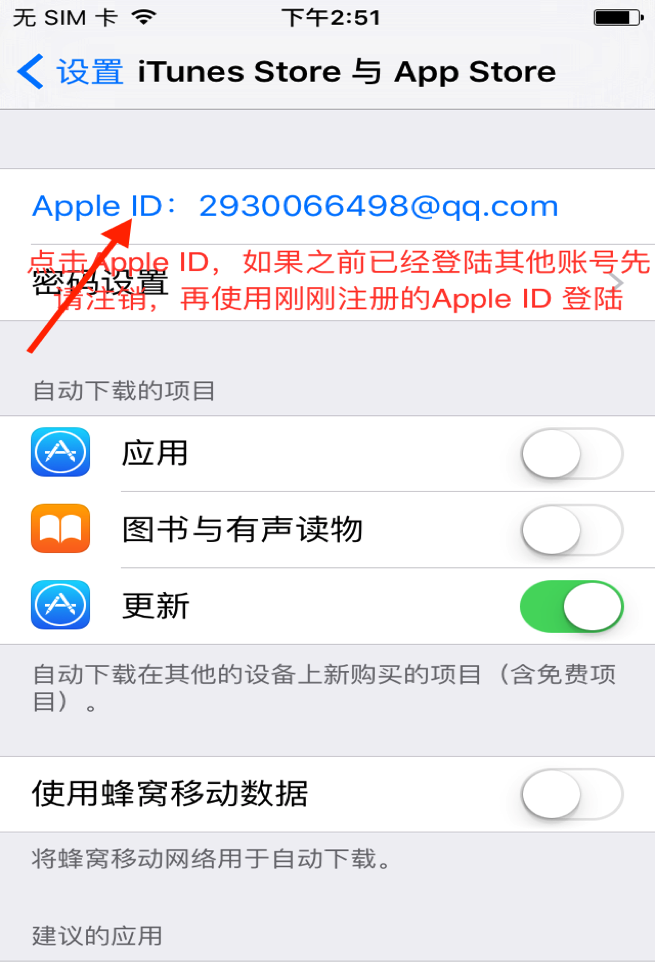 无 SIM 卡 下午2:51
设置 iTunes Store 与 App Store
Apple ID： 2930066498@qq.com
点击Apple ID，如果之前已经登陆其他账号先
密码设置
请注销，再使用刚刚注册的Apple ID 登陆
自动下载的项目
应用
图书与有声读物
更新
自动下载在其他的设备上新购买的项目（含免费项
目）。
使用蜂窝移动数据
将蜂窝移动网络用于自动下载。
建议的应用